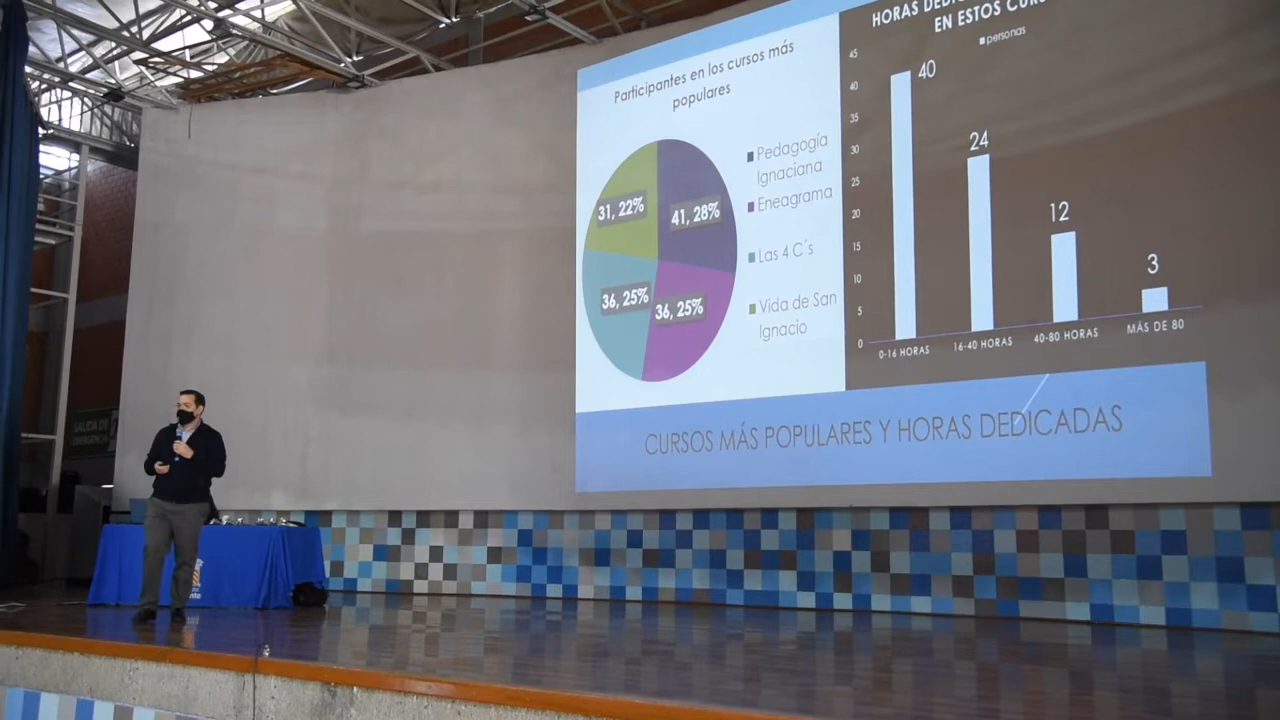 Participantes en los cursos más
populares
31, 22%
41, 28%
36, 25%
36, 25%
Pedagogía
Ignaciana
Eneagrama
Las 4 C´s
Vida de San
Ignacio
HORAS
EN ESTOS
personas
45
40
35
30
25
20
15
10
5
0
40
24
12
3
0-16 HORAS
16-40 HORAS
40-80 HORAS
MÁS DE 80
CURSOS MÁS POPULARES Y HORAS DEDICADAS
SALIDA DE
EMERGENCIA